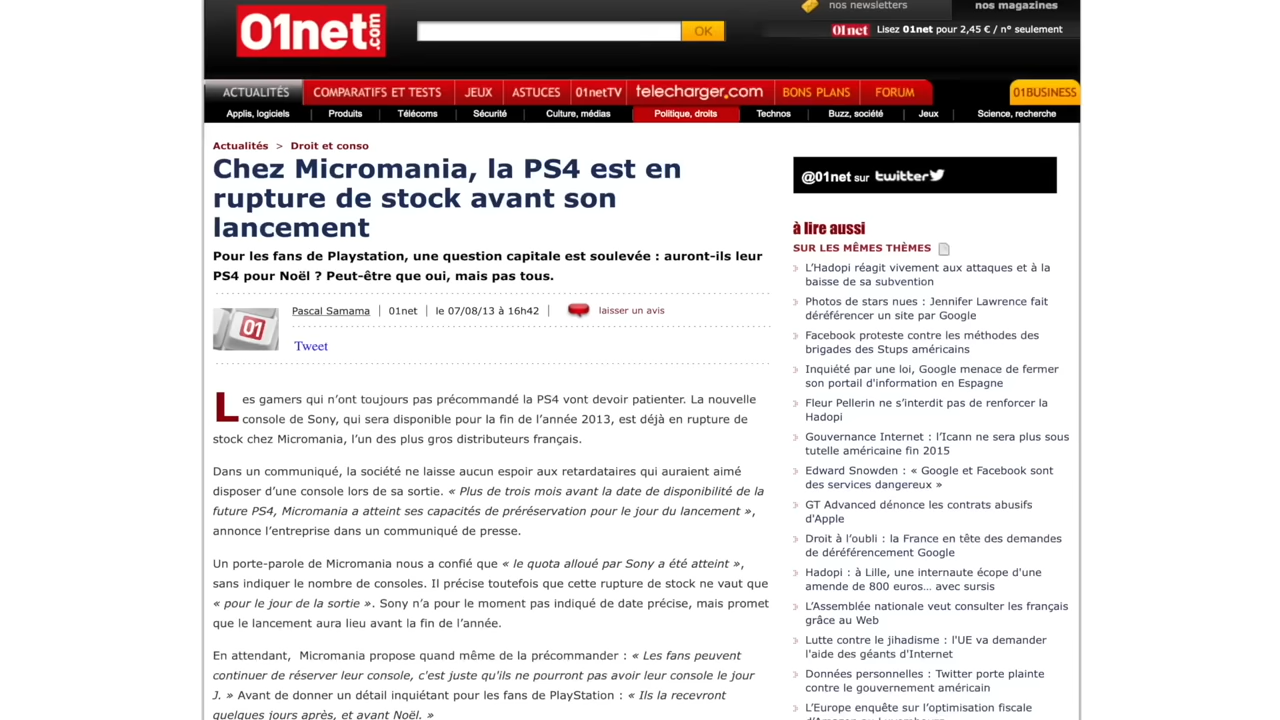 nos newsletters
nos magazines
01net.com
OK
01net Lisez 01net pour 2,45 € / n° seulement
ACTUALITÉS COMPARATIFS ET TESTS JEUX ASTUCES 01netTV telecharger.com BONS PLANS FORUM 01BUSINESS
Applis, logiciels | Produits | Télécoms | Sécurité | Culture, médias | Politique, droits | Technos | Buzz, société | Jeux | Science, recherche
Actualités > Droit et conso
Chez Micromania, la PS4 est en
rupture de stock avant son
lancement
Pour les fans de Playstation, une question capitale est soulevée : auront-ils leur
PS4 pour Noël ? Peut-être que oui, mais pas tous.
01
Pascal Samama | 01net | le 07/08/13 à 16h42 | laisser un avis
Tweet
Les gamers qui n’ont toujours pas précommandé la PS4 vont devoir patienter. La nouvelle
console de Sony, qui sera disponible pour la fin de l’année 2013, est déjà en rupture de
stock chez Micromania, l’un des plus gros distributeurs français.
Dans un communiqué, la société ne laisse aucun espoir aux retardataires qui auraient aimé
disposer d’une console lors de sa sortie. « Plus de trois mois avant la date de disponibilité de la
future PS4, Micromania a atteint ses capacités de préréservation pour le jour du lancement »,
annonce l’entreprise dans un communiqué de presse.
Un porte-parole de Micromania nous a confié que « le quota alloué par Sony a été atteint »,
sans indiquer le nombre de consoles. Il précise toutefois que cette rupture de stock ne vaut que
« pour le jour de la sortie ». Sony n’a pour le moment pas indiqué de date précise, mais promet
que le lancement aura lieu avant la fin de l’année.
En attendant, Micromania propose quand même de la précommander : « Les fans peuvent
continuer de réserver leur console, c'est juste qu'ils ne pourront pas avoir leur console le jour
J. » Avant de donner un détail inquiétant pour les fans de PlayStation : « Ils la recevront
quelques jours après, et avant Noël. »
@01net sur twitter
à lire aussi
SUR LES MÊMES THÈMES
L’Hadopi réagit vivement aux attaques et à la
baisse de sa subvention
Photos de stars nues : Jennifer Lawrence fait
déréférencer un site par Google
Facebook proteste contre les méthodes des
brigades des Stups américains
Inquiété par une loi, Google menace de fermer
son portail d'information en Espagne
Fleur Pellerin ne s’interdit pas de renforcer la
Hadopi
Gouvernance Internet : l’Icann ne sera plus sous
tutelle américaine fin 2015
Edward Snowden : « Google et Facebook sont
des services dangereux »
GT Advanced dénonce les contrats abusifs
d'Apple
Droit à l’oubli : la France en tête des demandes
de déréférencement Google
Hadopi : à Lille, une internaute écope d'une
amende de 800 euros… avec sursis
L’Assemblée nationale veut consulter les français
grâce au Web
Lutte contre le jihadisme : l'UE va demander
l'aide des géants d'Internet
Données personnelles : Twitter porte plainte
contre le gouvernement américain
L’Europe enquête sur l’optimisation fiscale